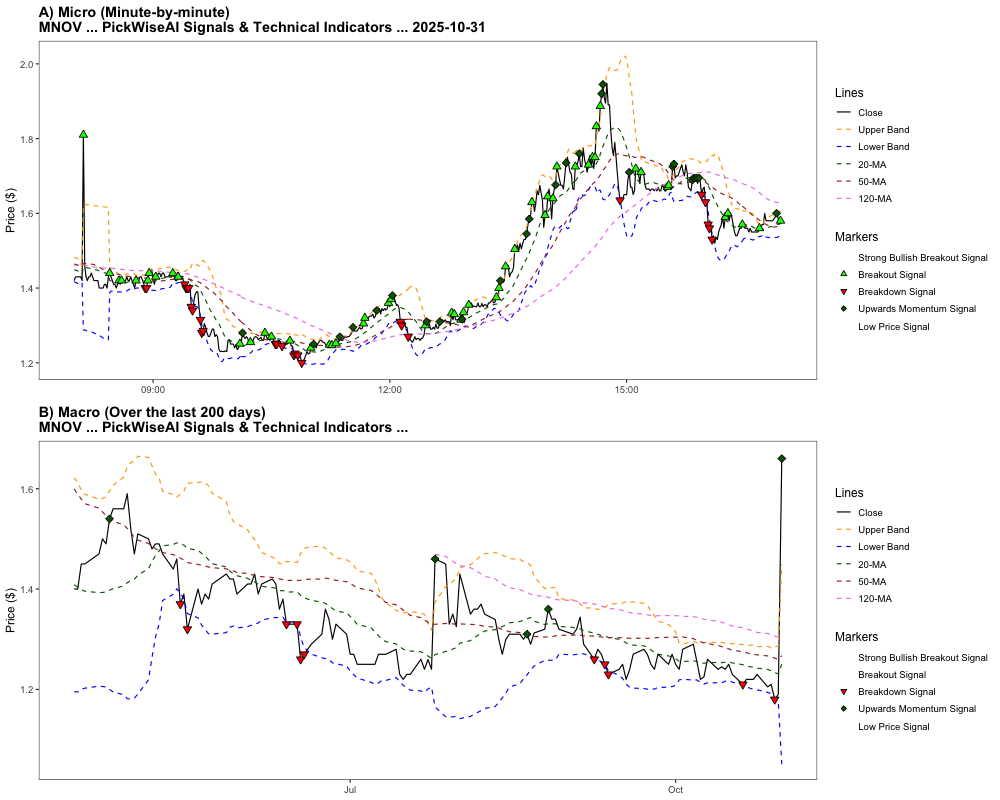 A) Micro (Minute-by-minute)
MNOV ... PickWiseAI Signals & Technical Indicators ... 2025-10-31
Price ($)
2.0
1.8
1.6
1.4
1.2
09:00
12:00
15:00
Lines
Close
Upper Band
Lower Band
20-MA
50-MA
120-MA
Markers
Strong Bullish Breakout Signal
Breakout Signal
Breakdown Signal
Upwards Momentum Signal
Low Price Signal
B) Macro (Over the last 200 days)
MNOV ... PickWiseAI Signals & Technical Indicators ...
Price ($)
1.6
1.4
1.2
Jul
Oct
Lines
Close
Upper Band
Lower Band
20-MA
50-MA
120-MA
Markers
Strong Bullish Breakout Signal
Breakout Signal
Breakdown Signal
Upwards Momentum Signal
Low Price Signal